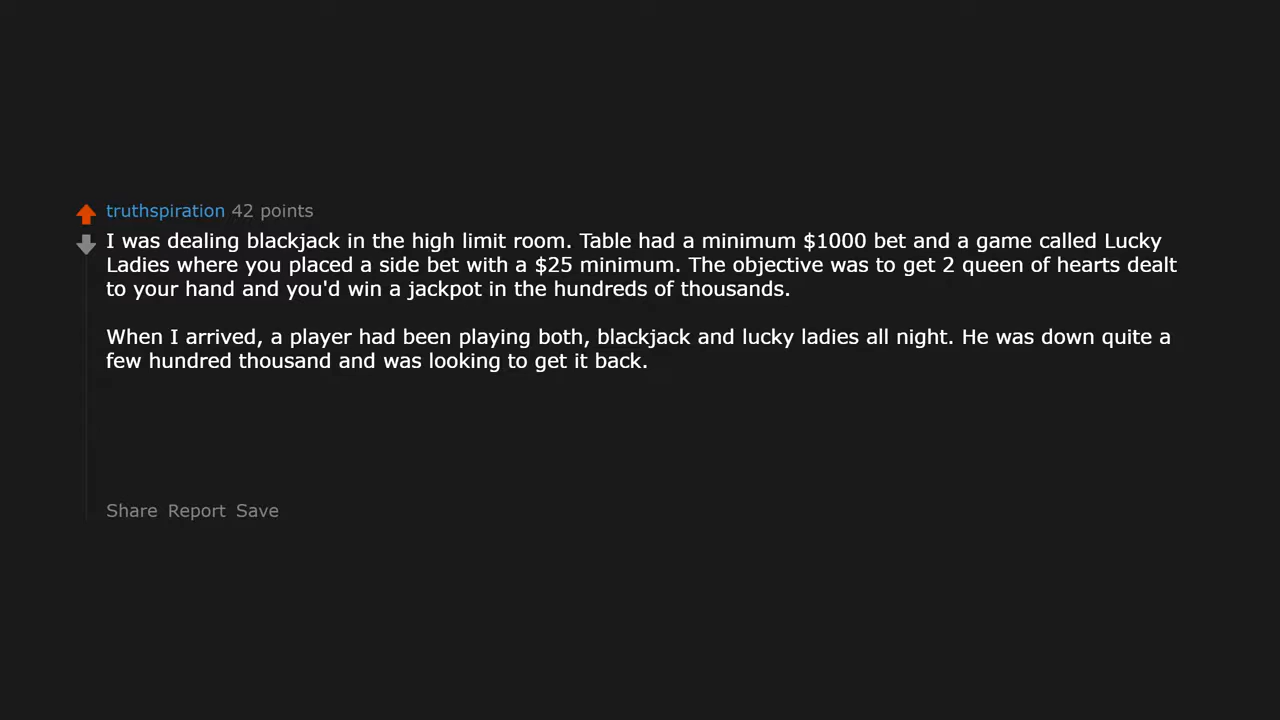 truthspiration 42 points
I was dealing blackjack in the high limit room. Table had a minimum $1000 bet and a game called Lucky
Ladies where you placed a side bet with a $25 minimum. The objective was to get 2 queen of hearts dealt
to your hand and you'd win a jackpot in the hundreds of thousands.
When I arrived, a player had been playing both, blackjack and lucky ladies all night. He was down quite a
few hundred thousand and was looking to get it back.
Share Report Save